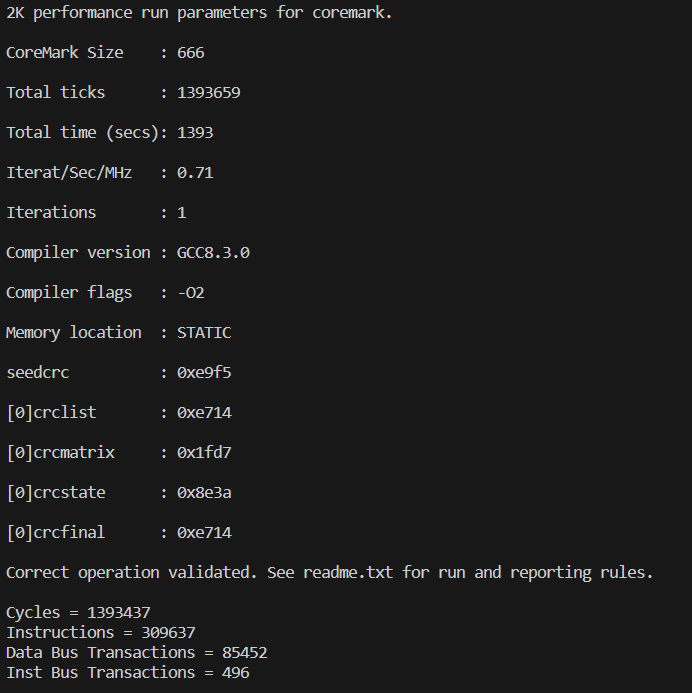 2K performance run parameters for coremark.
CoreMark Size    : 666
Total ticks      : 1393659
Total time (secs): 1393
Iterat/Sec/MHz   : 0.71
Iterations       : 1
Compiler version : GCC8.3.0
Compiler flags   : -O2
Memory location  : STATIC
seedcrc          : 0xe9f5
[0]crclist       : 0xe714
[0]crcmatrix     : 0x1fd7
[0]crcstate      : 0x8e3a
[0]crcfinal      : 0xe714
Correct operation validated. See readme.txt for run and reporting rules.
Cycles = 1393437
Instructions = 309637
Data Bus Transactions = 85452
Inst Bus Transactions = 496